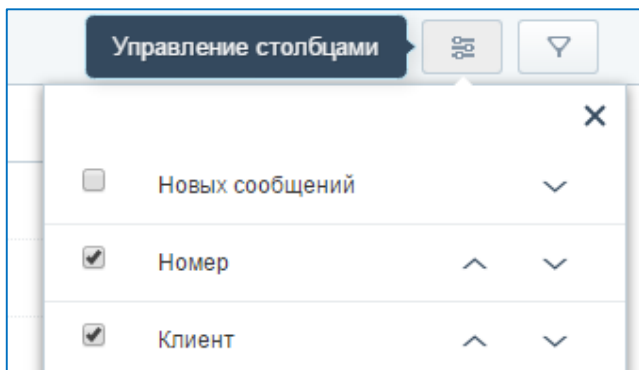 Управление столбцами
Новых сообщений
Номер
Клиент